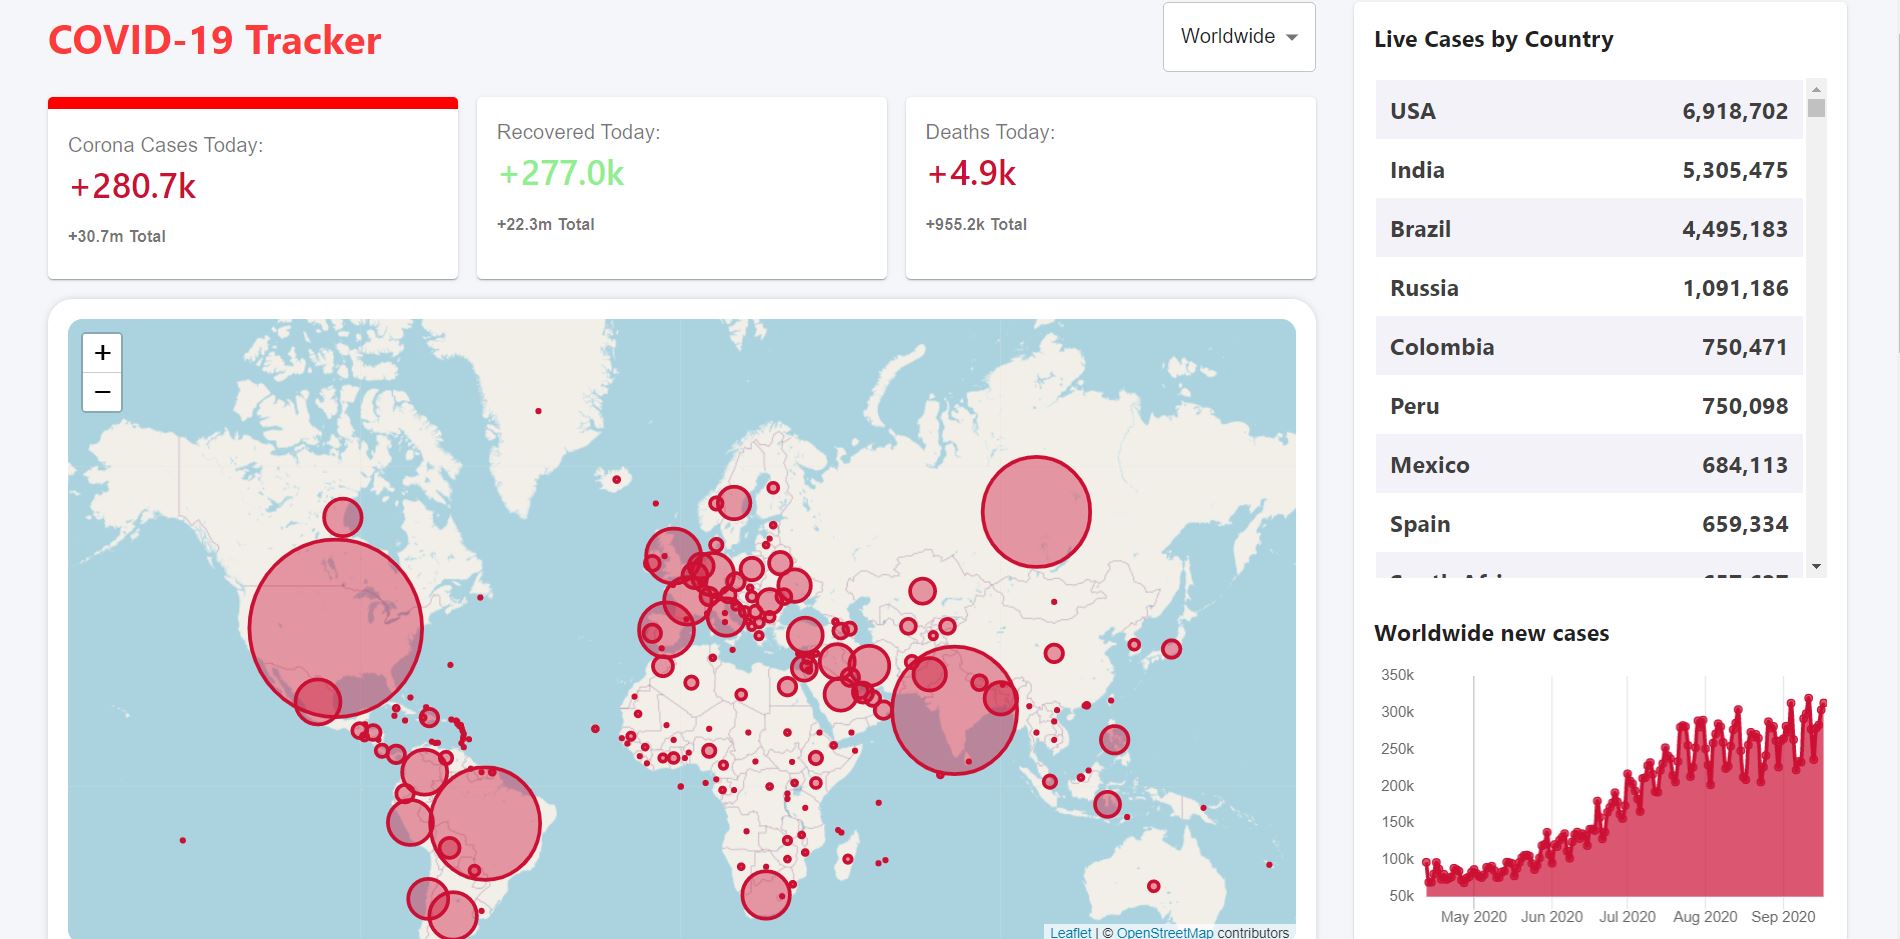 COVID-19 Tracker
Worldwide
Corona Cases Today:
+280.7k
+30.7m Total
Recovered Today:
+277.0k
+22.3m Total
Deaths Today:
+4.9k
+955.2k Total
+
−
Leaflet | © OpenStreetMap contributors
Live Cases by Country
USA 6,918,702
India 5,305,475
Brazil 4,495,183
Russia 1,091,186
Colombia 750,471
Peru 750,098
Mexico 684,113
Spain 659,334
Worldwide new cases
350k
300k
250k
200k
150k
100k
50k
May 2020 Jun 2020 Jul 2020 Aug 2020 Sep 2020